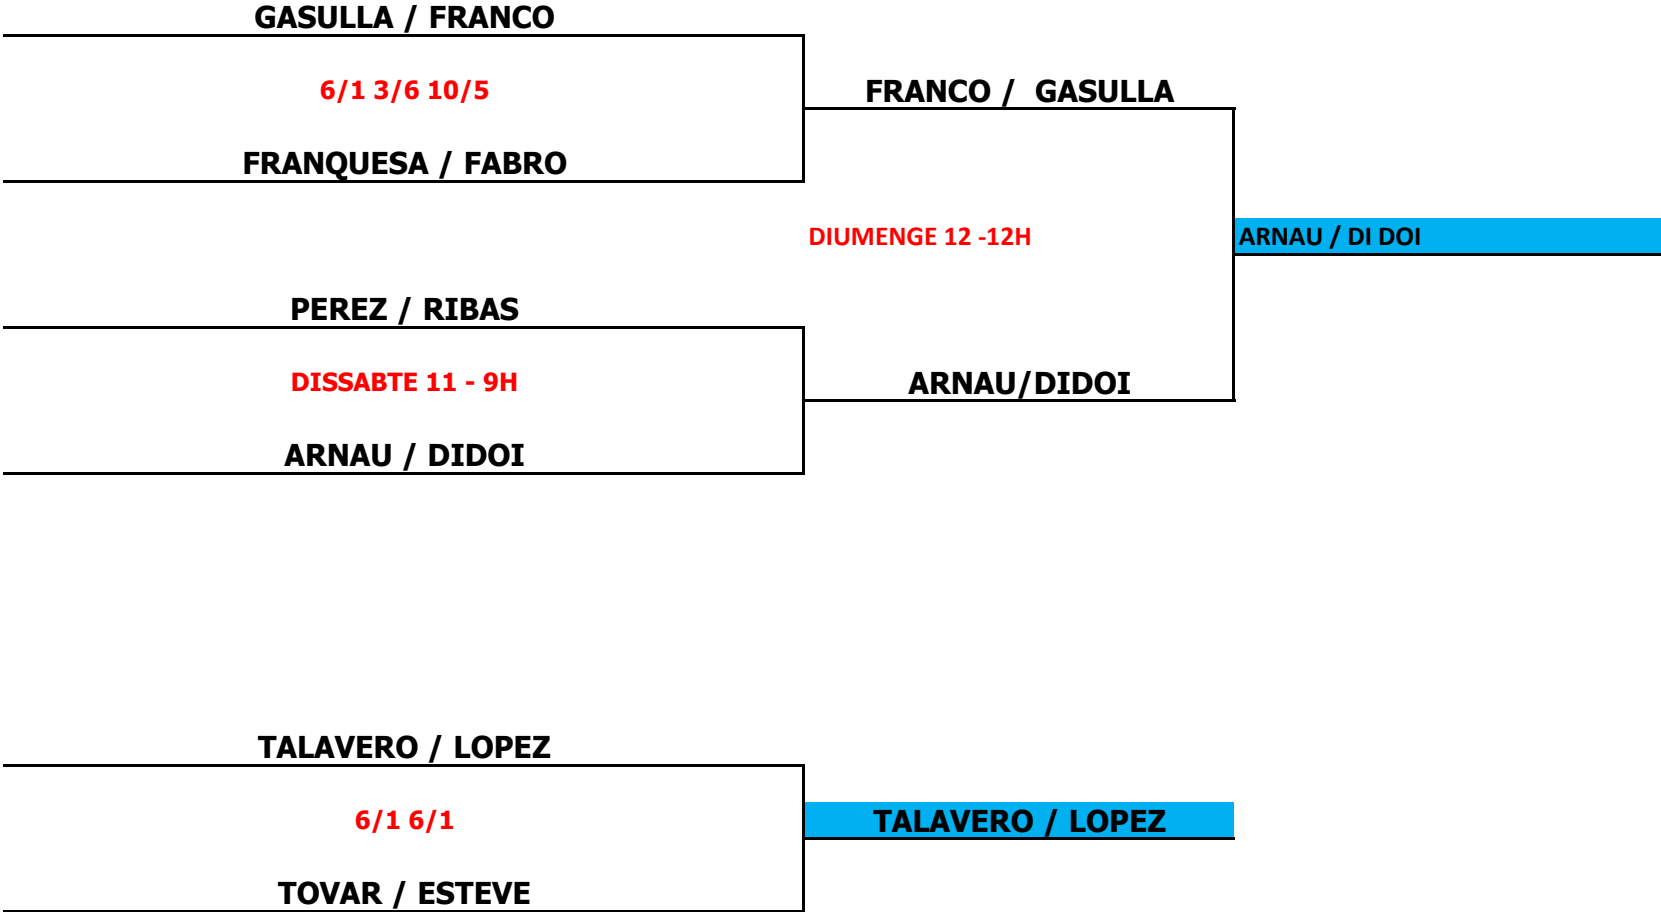 GASULLA / FRANCO
6/1 3/6 10/5
FRANCO /  GASULLA
FRANQUESA / FABRO
DIUMENGE 12 -12H
ARNAU / DI DOI
PEREZ / RIBAS
DISSABTE 11 - 9H
ARNAU/DIDOI
ARNAU / DIDOI
TALAVERO / LOPEZ
6/1 6/1
TALAVERO / LOPEZ
TOVAR / ESTEVE